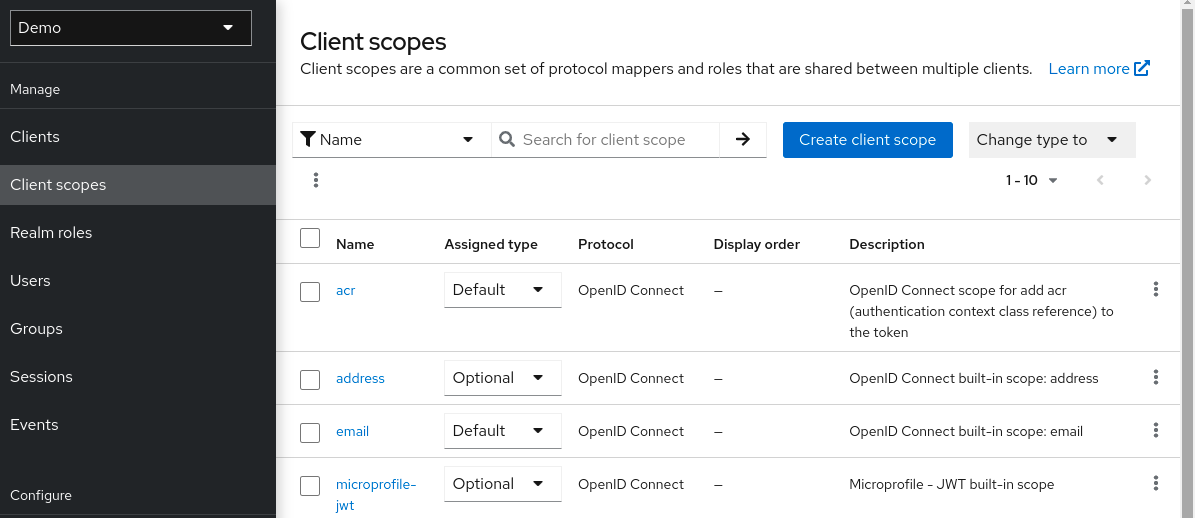 Demo
Manage
Clients
Client scopes
Realm roles
Users
Groups
Sessions
Events
Configure
Client scopes
Client scopes are a common set of protocol mappers and roles that are shared between multiple clients. Learn more
Name Search for client scope Create client scope Change type to
1 - 10
Name Assigned type Protocol Display order Description
acr Default OpenID Connect – OpenID Connect scope for add acr
(authentication context class reference) to
the token
address Optional OpenID Connect – OpenID Connect built-in scope: address
email Default OpenID Connect – OpenID Connect built-in scope: email
microprofile- Optional OpenID Connect – Microprofile - JWT built-in scope
jwt